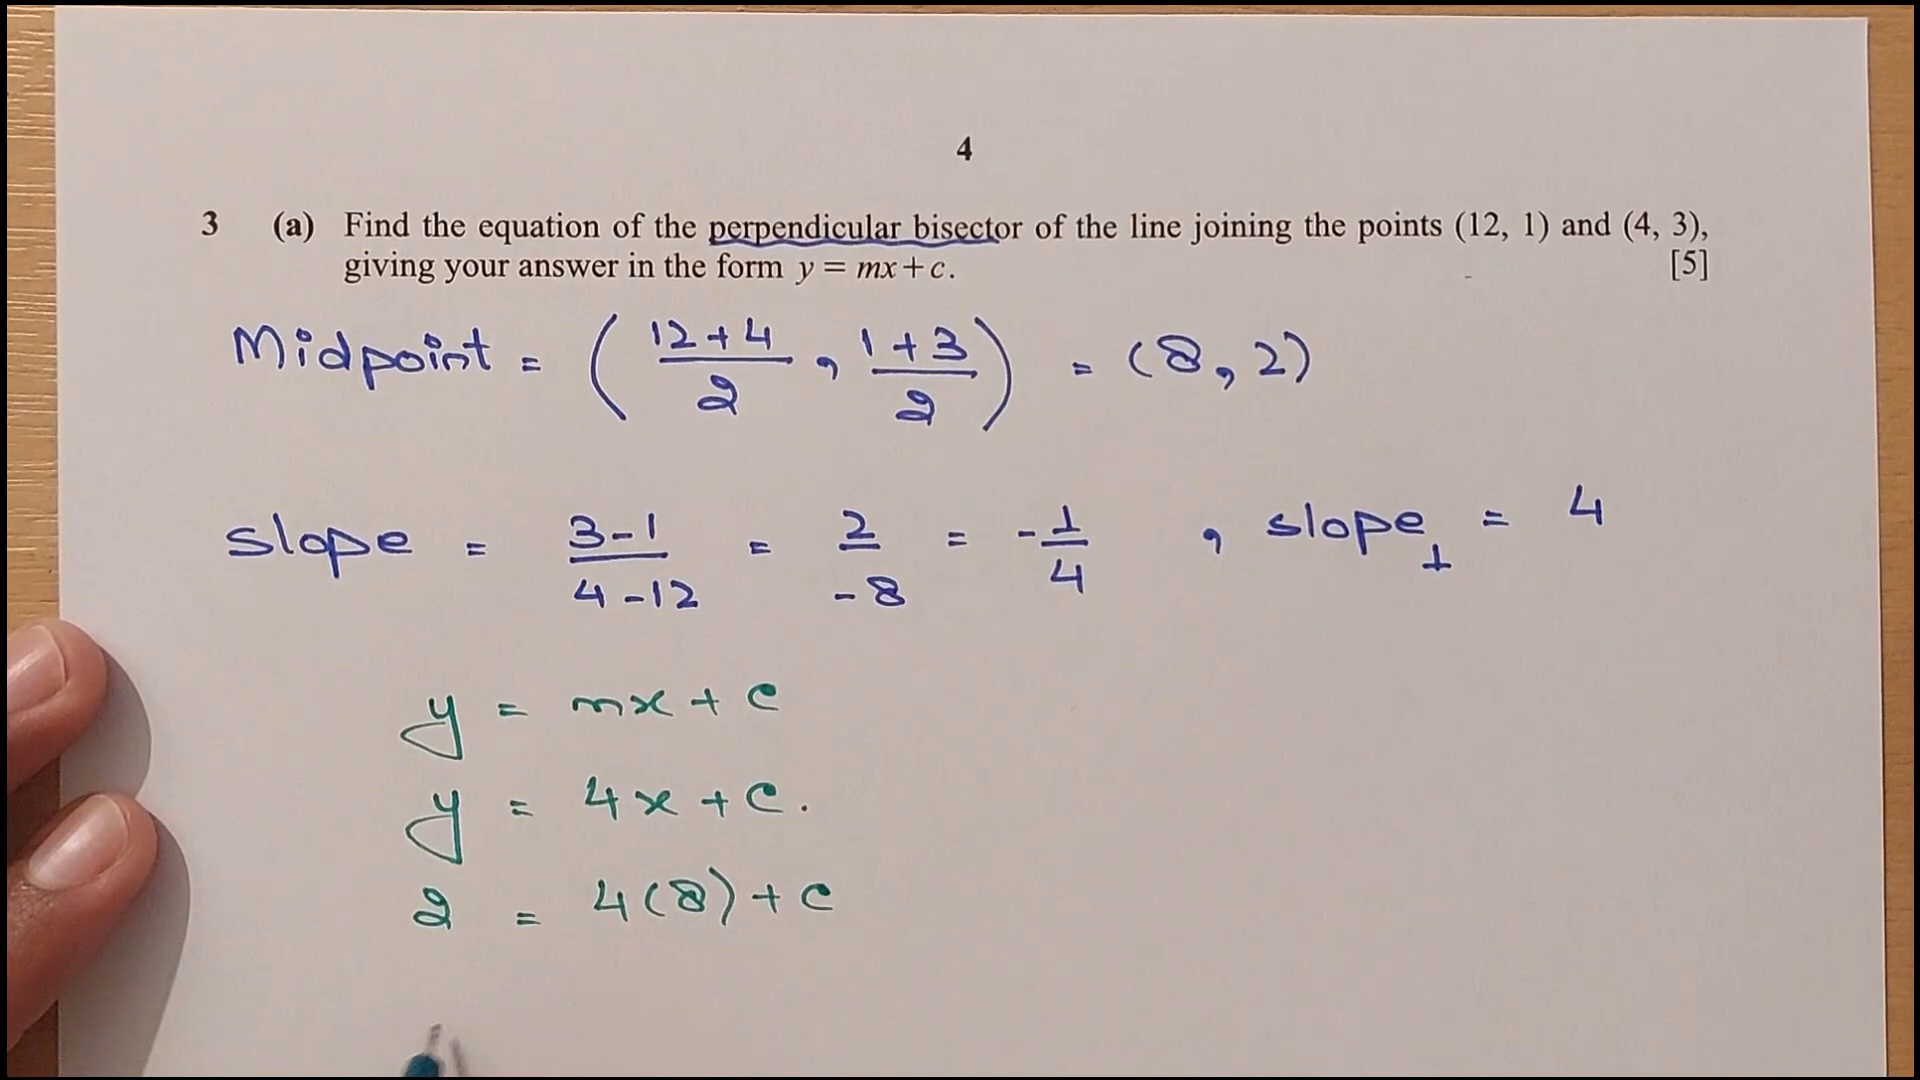 4
3 (a) Find the equation of the perpendicular bisector of the line joining the points (12, 1) and (4, 3),
giving your answer in the form y = mx + c. [5]
Midpoint = ( (12+4)/2 , (1+3)/2 ) = (8, 2)
Slope = (3-1)/(4-12) = 2/-8 = -1/4 , slope⊥ = 4
y = mx + c
y = 4x + c.
2 = 4(8) + c